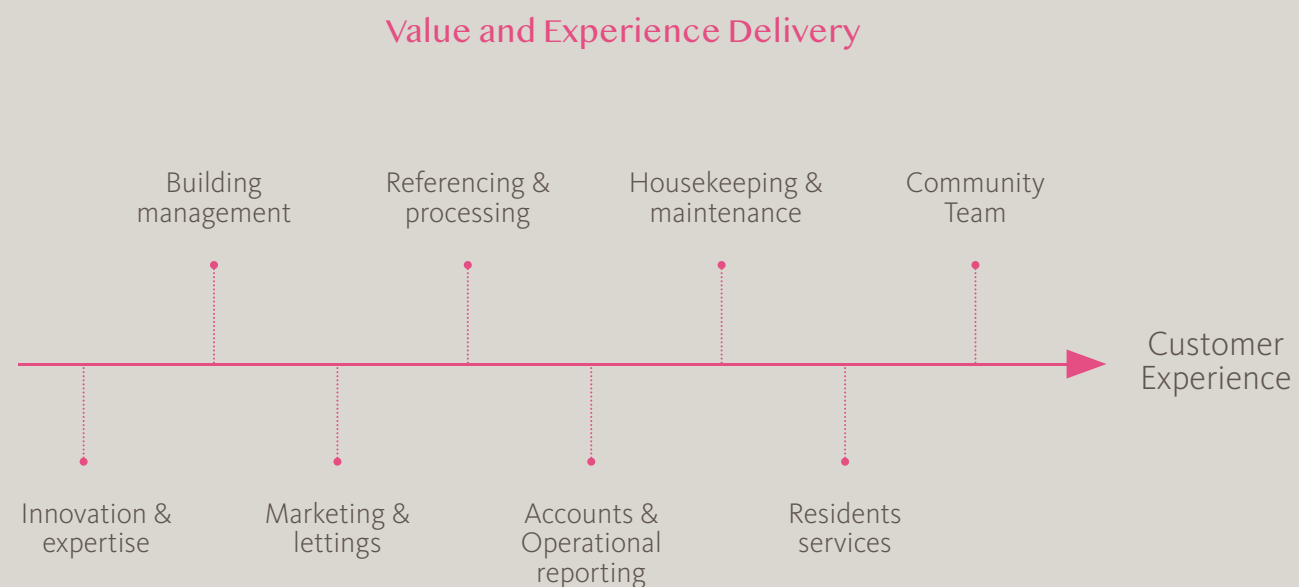 Value and Experience Delivery
Building
management
Referencing &
processing
Housekeeping &
maintenance
Community
Team
Customer
Experience
Innovation &
expertise
Marketing &
lettings
Accounts &
Operational
reporting
Residents
services